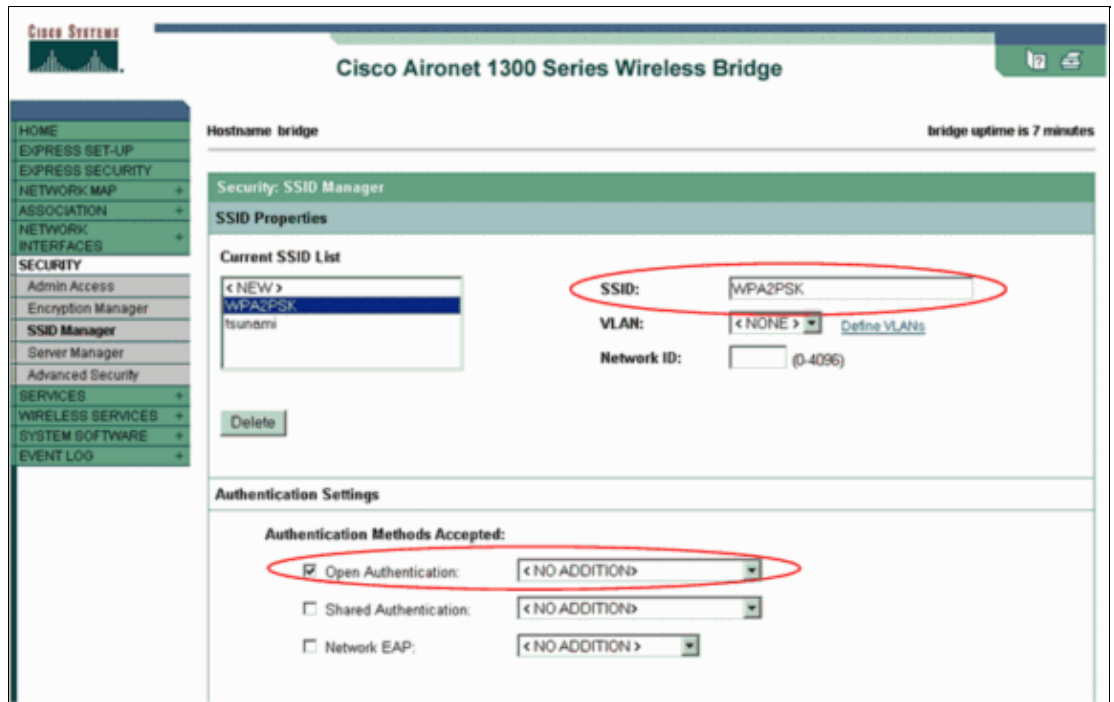 CISCO SYSTEMS
Cisco Aironet 1300 Series Wireless Bridge
HOME
EXPRESS SET-UP
EXPRESS SECURITY
NETWORK MAP +
ASSOCIATION +
NETWORK INTERFACES +
SECURITY
Admin Access
Encryption Manager
SSID Manager
Server Manager
Advanced Security
SERVICES +
WIRELESS SERVICES +
SYSTEM SOFTWARE +
EVENT LOG +
Hostname bridge
bridge uptime is 7 minutes
Security: SSID Manager
SSID Properties
Current SSID List
< NEW >
WPA2PSK
tsunami
SSID: WPA2PSK
VLAN: < NONE > Define VLANs
Network ID: (0-4096)
Delete
Authentication Settings
Authentication Methods Accepted:
Open Authentication: < NO ADDITION>
Shared Authentication: < NO ADDITION>
Network EAP: < NO ADDITION >